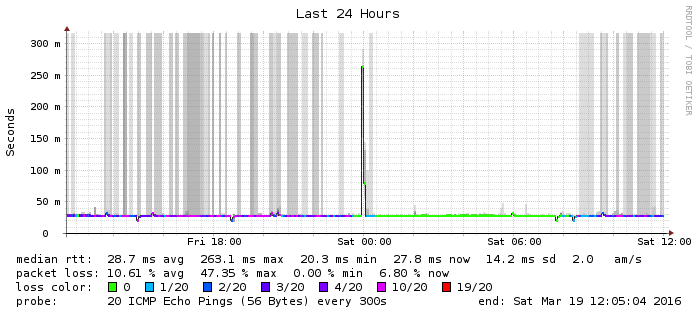 Last 24 Hours
RRDTOOL / TOBI OETIKER
Seconds
300 m
250 m
200 m
150 m
100 m
50 m
0
Fri 18:00 Sat 00:00 Sat 06:00 Sat 12:00
median rtt: 28.7 ms avg 263.1 ms max 20.3 ms min 27.8 ms now 14.2 ms sd 2.0 am/s
packet loss: 10.61 % avg 47.35 % max 0.00 % min 6.80 % now
loss color: 0 1/20 2/20 3/20 4/20 10/20 19/20
probe: 20 ICMP Echo Pings (56 Bytes) every 300s end: Sat Mar 19 12:05:04 2016